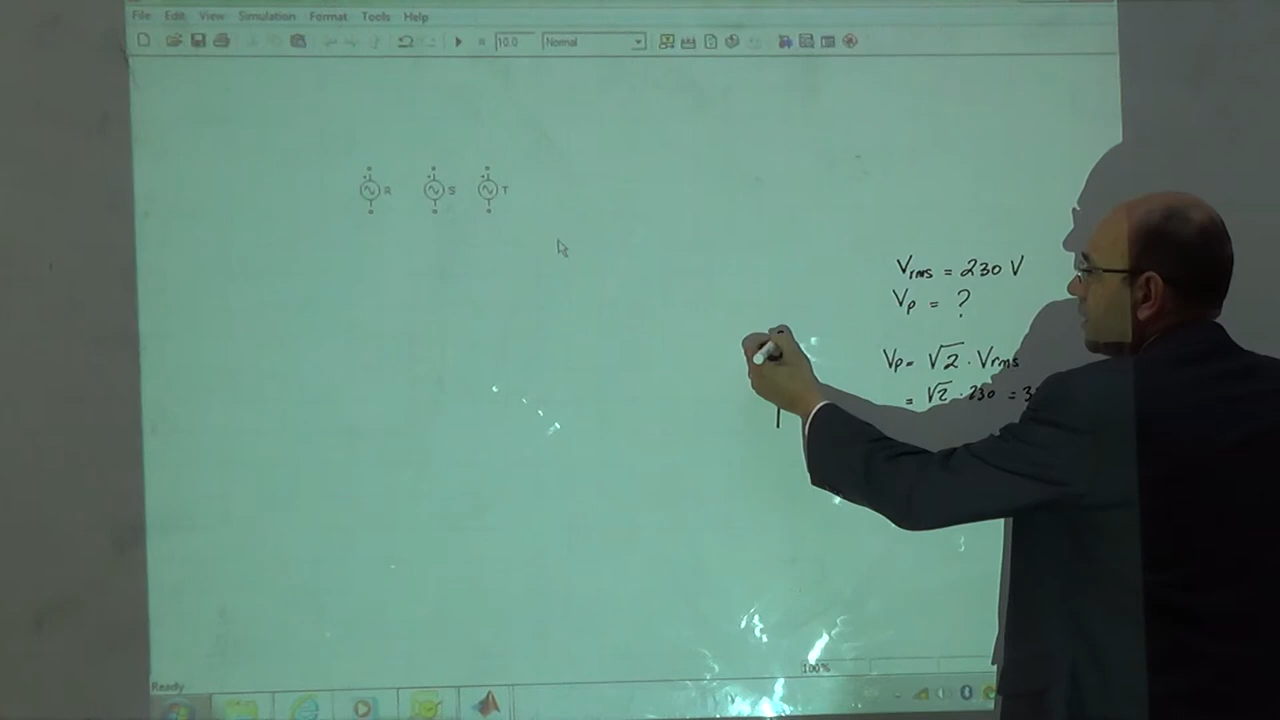 File Edit View Simulation Format Tools Help
10.0 Normal
R S T
Vrms = 230 V
Vp = ?
Vp = √2 . Vrms
= √2 . 230 = 3
100%
Ready